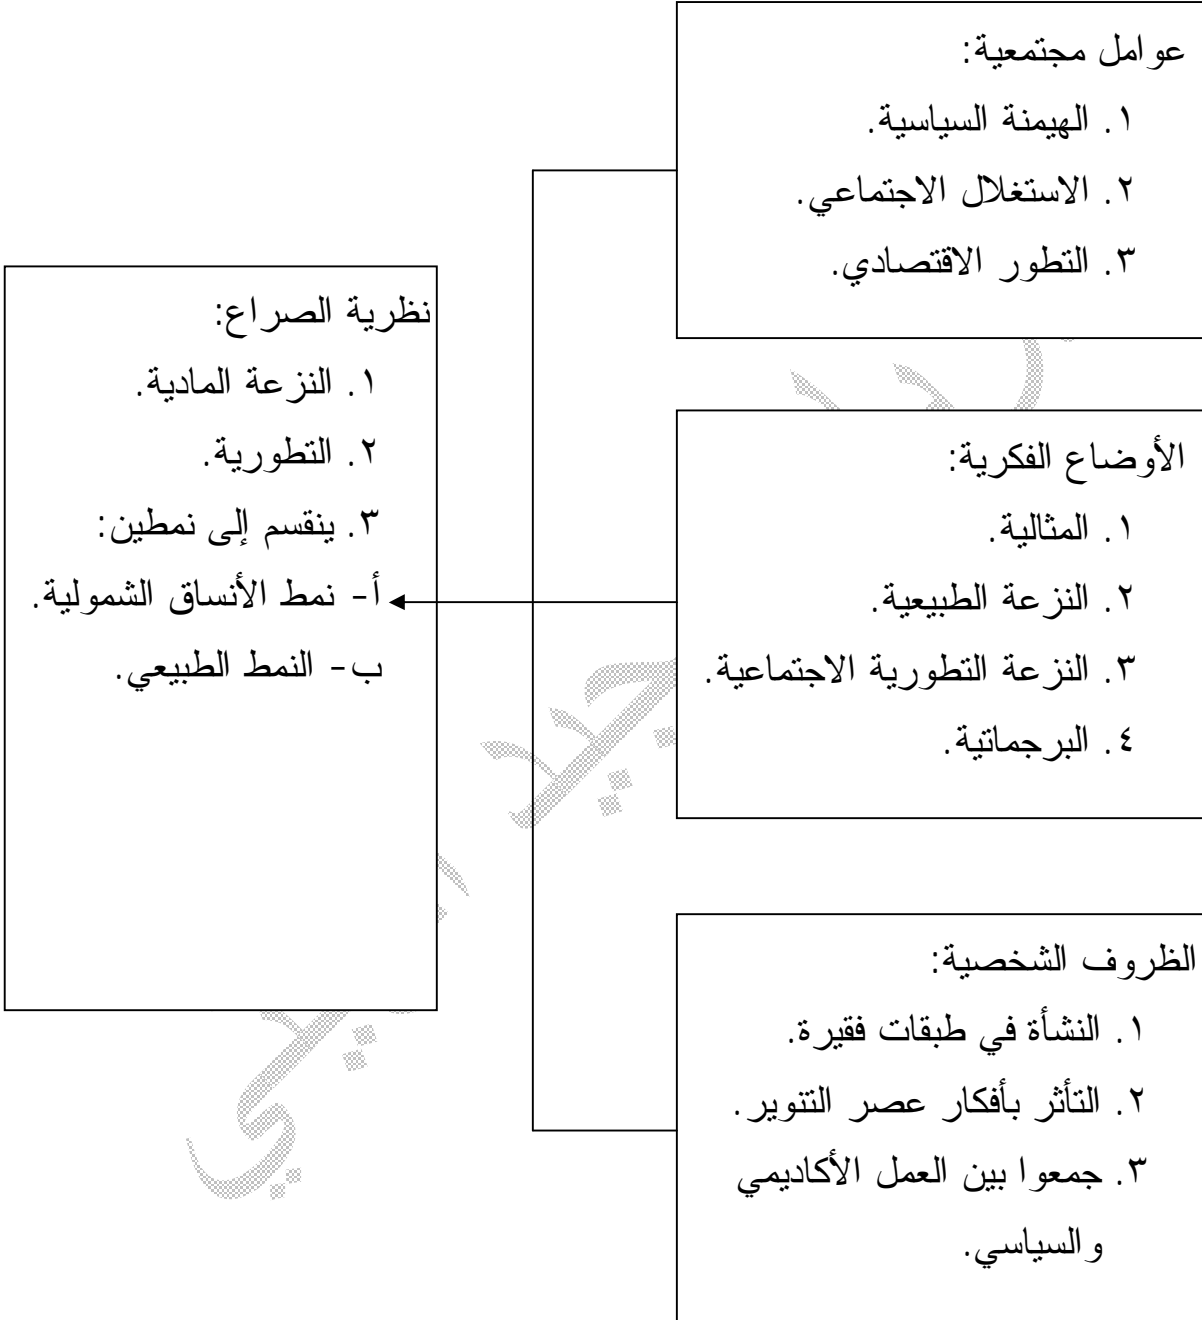 عوامل مجتمعية:
١. الهيمنة السياسية.
٢. الاستغلال الاجتماعي.
٣. التطور الاقتصادي.
الأوضاع الفكرية:
١. المثالية.
٢. النزعة الطبيعية.
٣. النزعة التطورية الاجتماعية.
٤. البرجماتية.
الظروف الشخصية:
١. النشأة في طبقات فقيرة.
٢. التأثر بأفكار عصر التنوير.
٣. جمعوا بين العمل الأكاديمي
والسياسي.
نظرية الصراع:
١. النزعة المادية.
٢. التطورية.
٣. ينقسم إلى نمطين:
أ- نمط الأنساق الشمولية.
ب- النمط الطبيعي.